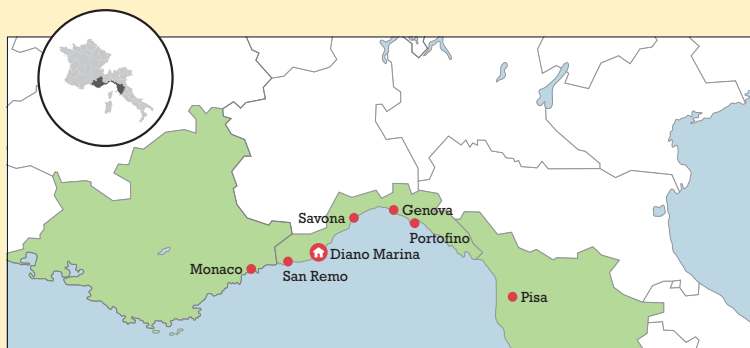 Savona
Genova
Portofino
Diano Marina
Monaco
San Remo
Pisa